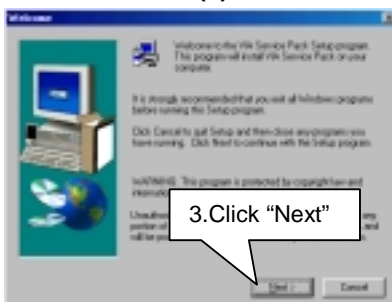 Welcome
Welcome to the VIA Service Pack Setup program.
This program will install VIA Service Pack on your
computer.
It is strongly recommended that you exit all Windows programs
before running this Setup program.
Click Cancel to quit Setup and then close any programs you
have running. Click Next to continue with the Setup program.
WARNING: This program is protected by copyright law and
3.Click “Next”
portion of
Next >
Cancel